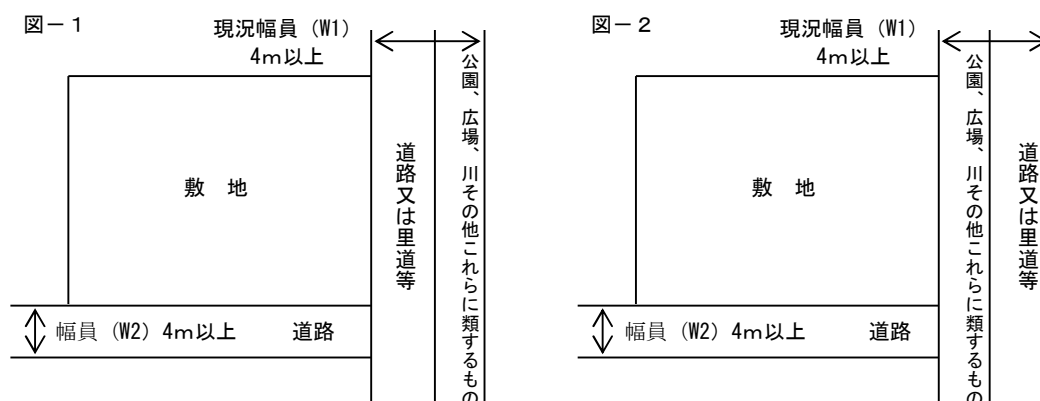 図-1
現況幅員（W1）
4m以上
敷　地
道路又は里道等
公園、広場、川その他これらに類するもの
幅員（W2）4m以上
道路
図-2
現況幅員（W1）
4m以上
敷　地
公園、広場、川その他これらに類するもの
道路又は里道等
幅員（W2）4m以上
道路